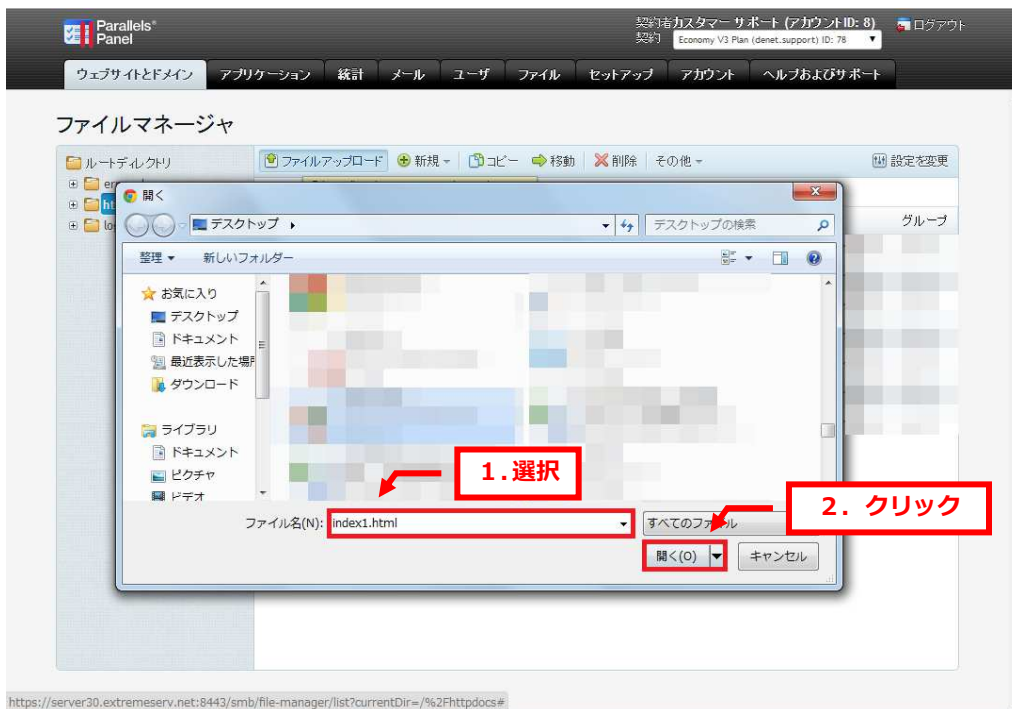 Parallels®
Panel
契約者カスタマー サポート (アカウントID: 8)
契約 Economy V3 Plan (denet.support) ID: 78
ログアウト
ウェブサイトとドメイン アプリケーション 統計 メール ユーザ ファイル セットアップ アカウント ヘルプおよびサポート
ファイルマネージャ
ルートディレクトリ
ファイルアップロード 新規 コピー 移動 削除 その他
設定を変更
グループ
開く
デスクトップ
デスクトップの検索
整理 新しいフォルダー
お気に入り
デスクトップ
ドキュメント
最近表示した場所
ダウンロード
ライブラリ
ドキュメント
ピクチャ
ビデオ
1.選択
2. クリック
ファイル名(N): index1.html
すべてのファイル
開く(O) キャンセル
https://server30.extremeserv.net:8443/smb/file-manager/list?currentDir=/%2Fhttpdocs#